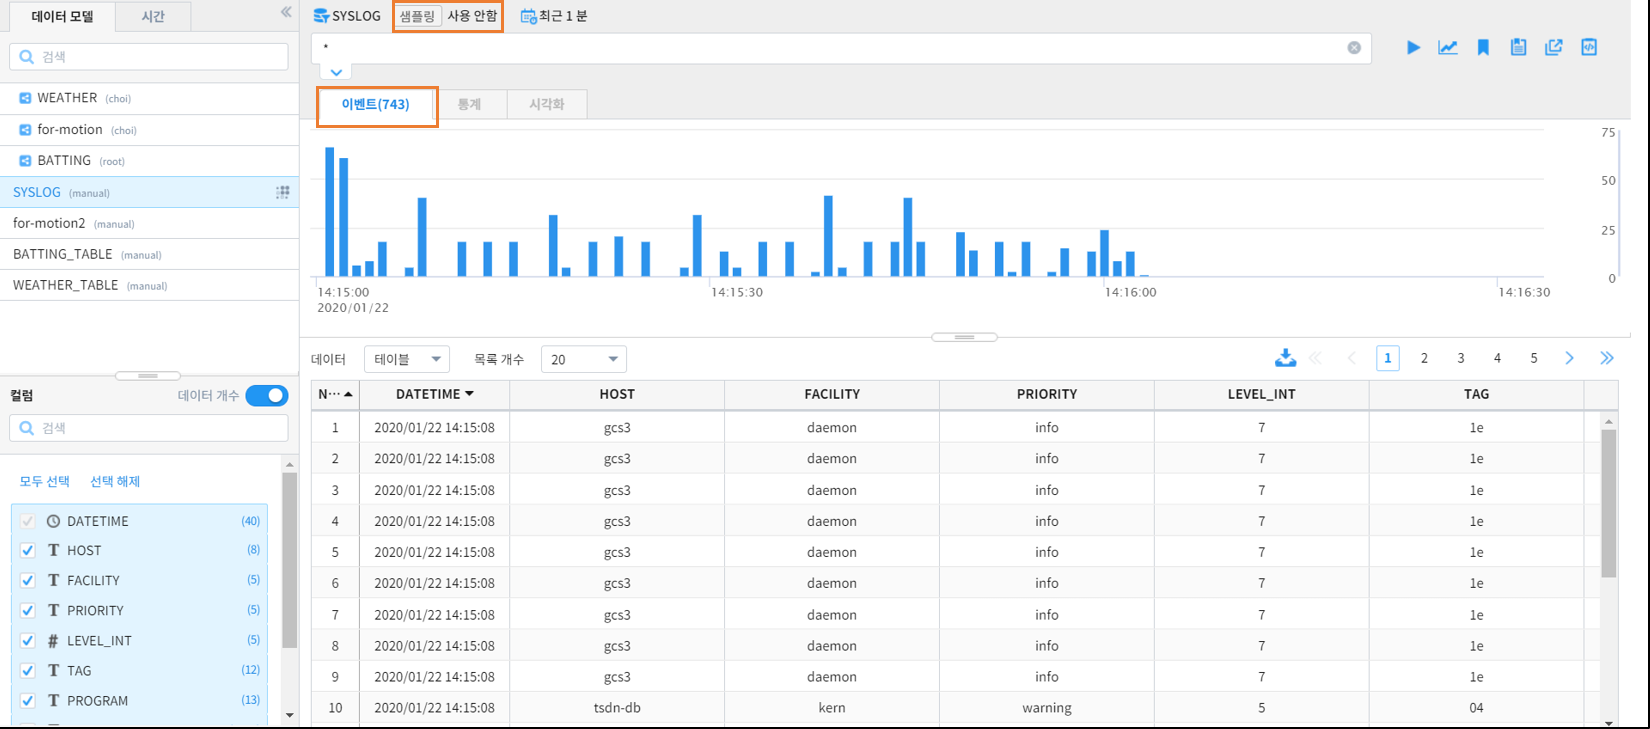 데이터 모델
시간
검색
WEATHER (choi)
for-motion (choi)
BATTING (root)
SYSLOG (manual)
for-motion2 (manual)
BATTING_TABLE (manual)
WEATHER_TABLE (manual)
컬럼 데이터 개수
검색
모두 선택 선택 해제
DATETIME (40)
HOST (8)
FACILITY (5)
PRIORITY (5)
LEVEL_INT (5)
TAG (12)
PROGRAM (13)
SYSLOG 샘플링 사용 안함 최근 1 분
*
이벤트(743) 통계 시각화
75
50
25
0
14:15:00 14:15:30 14:16:00 14:16:30
2020/01/22
데이터 테이블 목록 개수 20 1 2 3 4 5
N··· DATETIME HOST FACILITY PRIORITY LEVEL_INT TAG
1 2020/01/22 14:15:08 gcs3 daemon info 7 1e
2 2020/01/22 14:15:08 gcs3 daemon info 7 1e
3 2020/01/22 14:15:08 gcs3 daemon info 7 1e
4 2020/01/22 14:15:08 gcs3 daemon info 7 1e
5 2020/01/22 14:15:08 gcs3 daemon info 7 1e
6 2020/01/22 14:15:08 gcs3 daemon info 7 1e
7 2020/01/22 14:15:08 gcs3 daemon info 7 1e
8 2020/01/22 14:15:08 gcs3 daemon info 7 1e
9 2020/01/22 14:15:08 gcs3 daemon info 7 1e
10 2020/01/22 14:15:08 tsdn-db kern warning 5 04